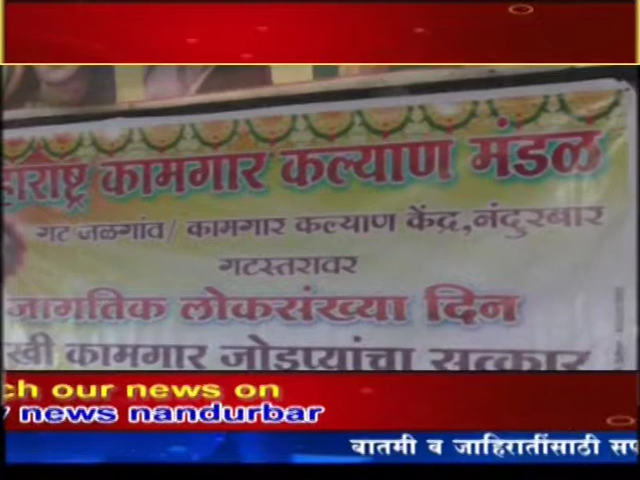 हाराष्ट्र कामगार कल्याण मंडळ
गट जळगांव/ कामगार कल्याण केंद्र,नंदुरबार
गटस्तरावर
जागतिक लोकसंख्या दिन
खी कामगार जोडप्यांचा सत्कार
ch our news on
news nandurbar
बातमी व जाहिरातींसाठी सप